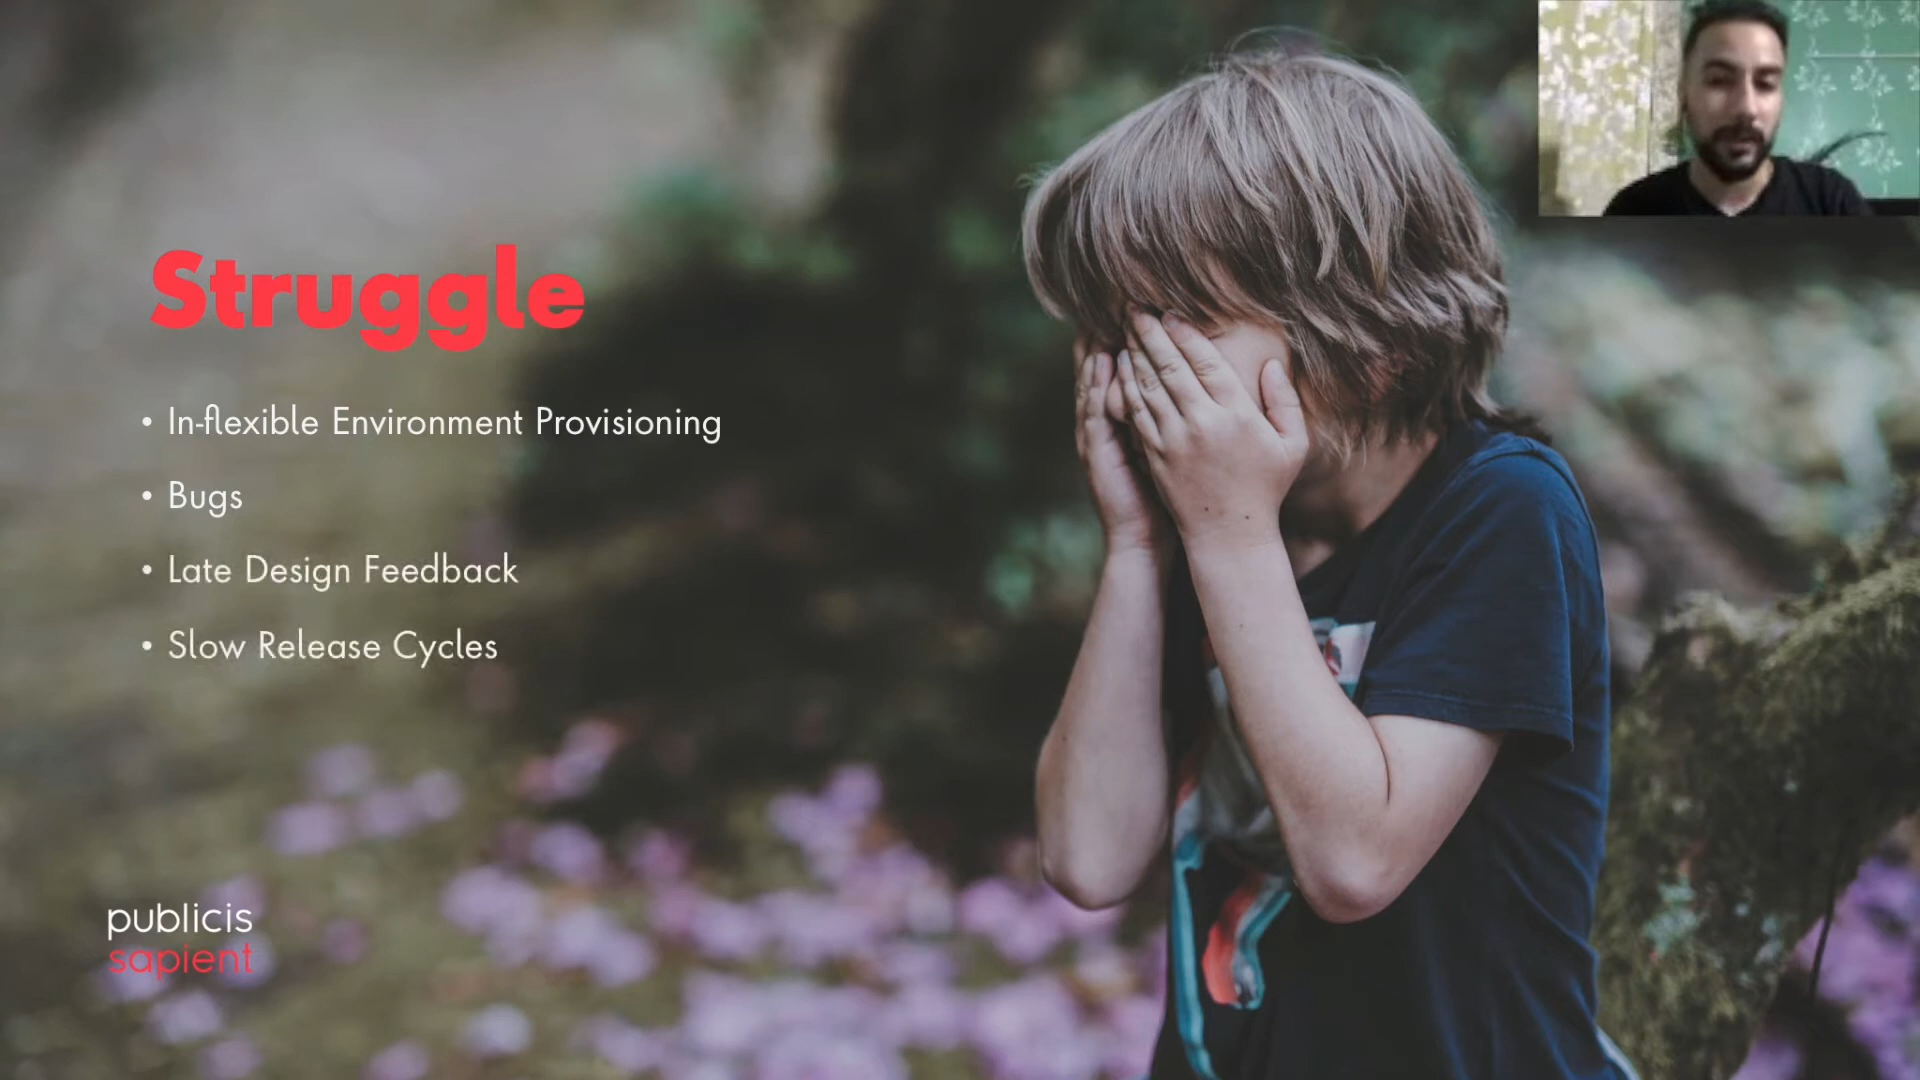 Struggle
• In-flexible Environment Provisioning
• Bugs
• Late Design Feedback
• Slow Release Cycles
publicis
sapient